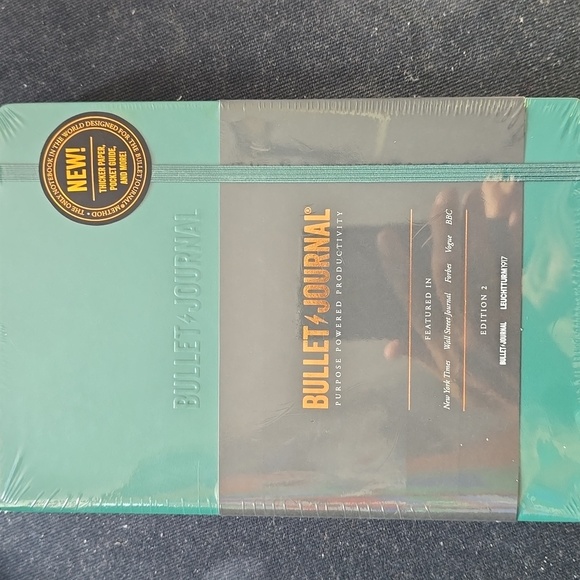 THE ONLY NOTEBOOK IN THE WORLD DESIGNED FOR THE BULLET JOURNAL® METHOD •
NEW!
THICKER PAPER,
POCKET GUIDE,
AND MORE!
BULLET JOURNAL
BULLET JOURNAL®
PURPOSE POWERED PRODUCTIVITY
FEATURED IN
New York Times Wall Street Journal Forbes Vogue BBC
EDITION 2
BULLET JOURNAL LEUCHTTURM1917